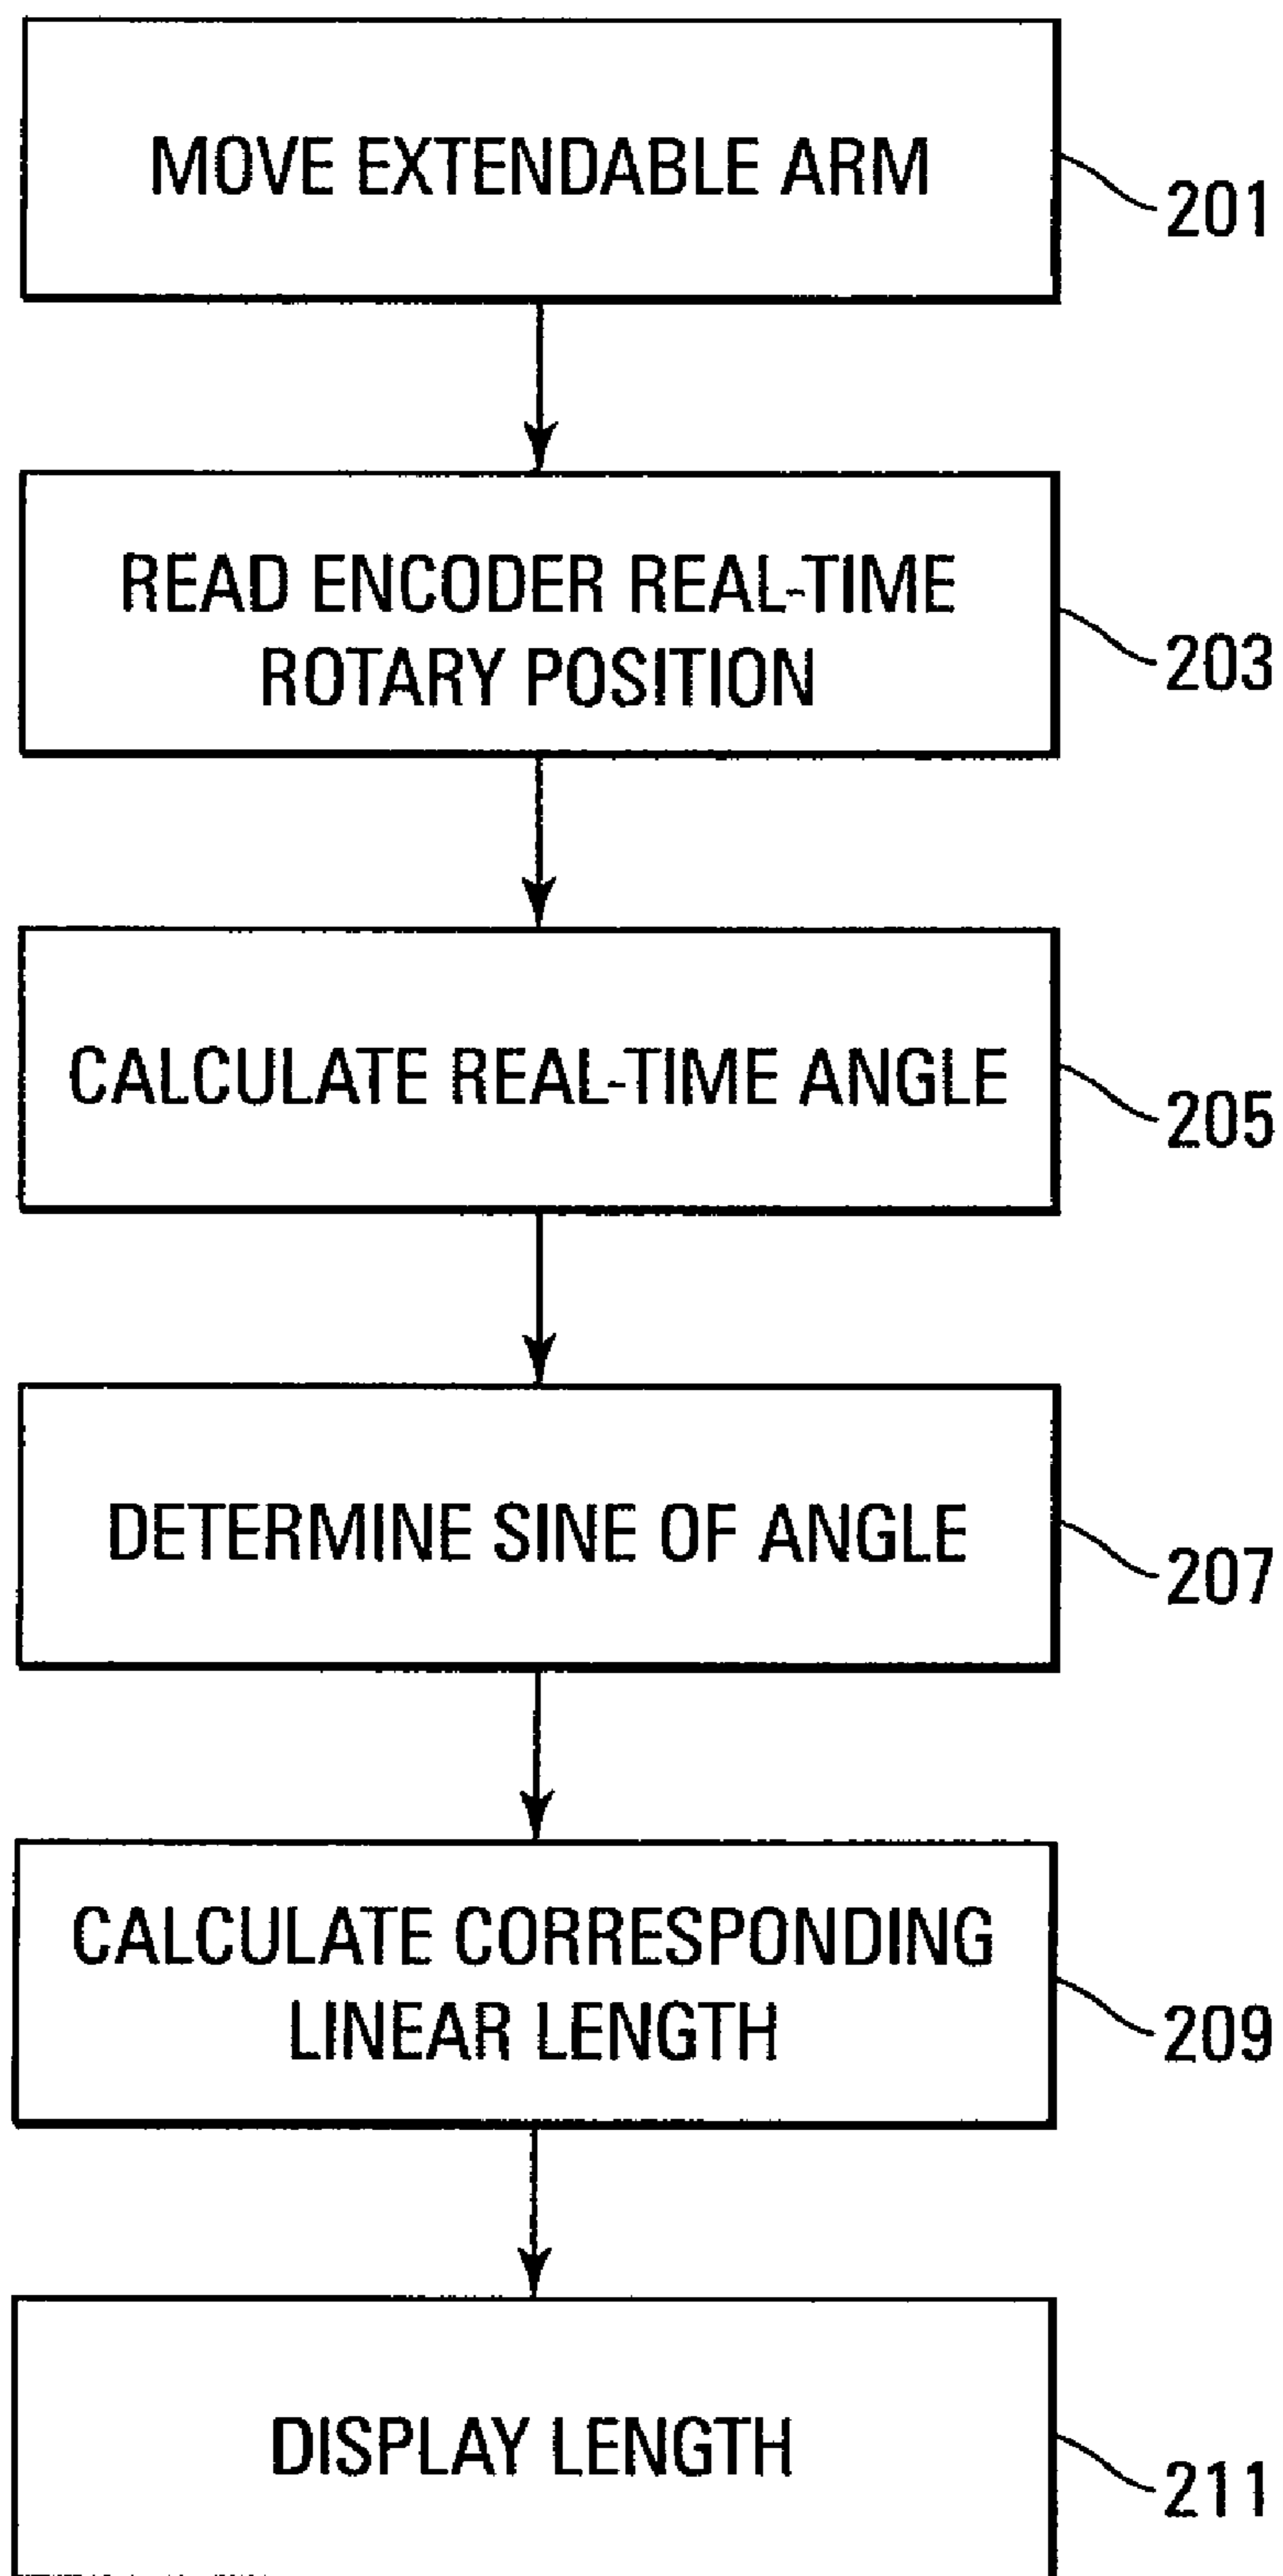 MOVE EXTENDABLE ARM
201
READ ENCODER REAL-TIME
ROTARY POSITION
203
CALCULATE REAL-TIME ANGLE
205
DETERMINE SINE OF ANGLE
207
CALCULATE CORRESPONDING
LINEAR LENGTH
209
DISPLAY LENGTH
211